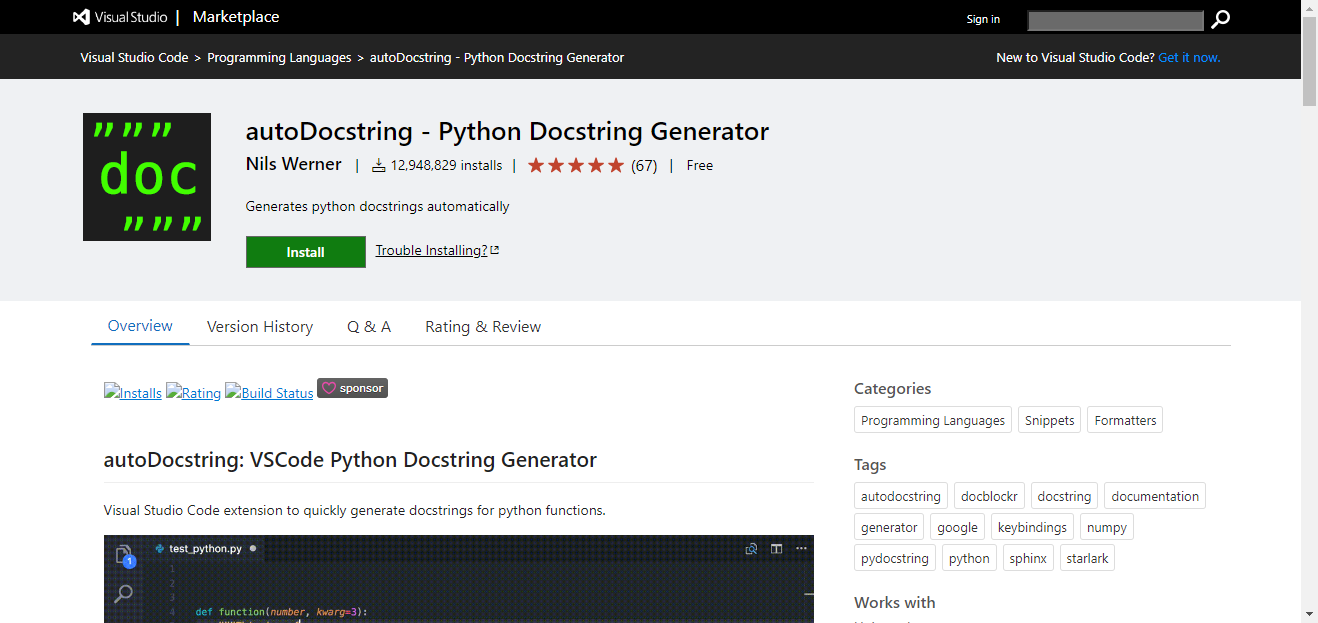 Visual Studio | Marketplace
Sign in
Visual Studio Code > Programming Languages > autoDocstring - Python Docstring Generator
New to Visual Studio Code? Get it now.
""" 
doc
"""
autoDocstring - Python Docstring Generator
Nils Werner | 12,948,829 installs | (67) | Free
Generates python docstrings automatically
Install Trouble Installing?
Overview Version History Q & A Rating & Review
Installs Rating Build Status sponsor
autoDocstring: VSCode Python Docstring Generator
Visual Studio Code extension to quickly generate docstrings for python functions.
test_python.py
1
1
2
3
4 def function(number, kwarg=3):
Categories
Programming Languages Snippets Formatters
Tags
autodocstring docblockr docstring documentation
generator google keybindings numpy
pydocstring python sphinx starlark
Works with